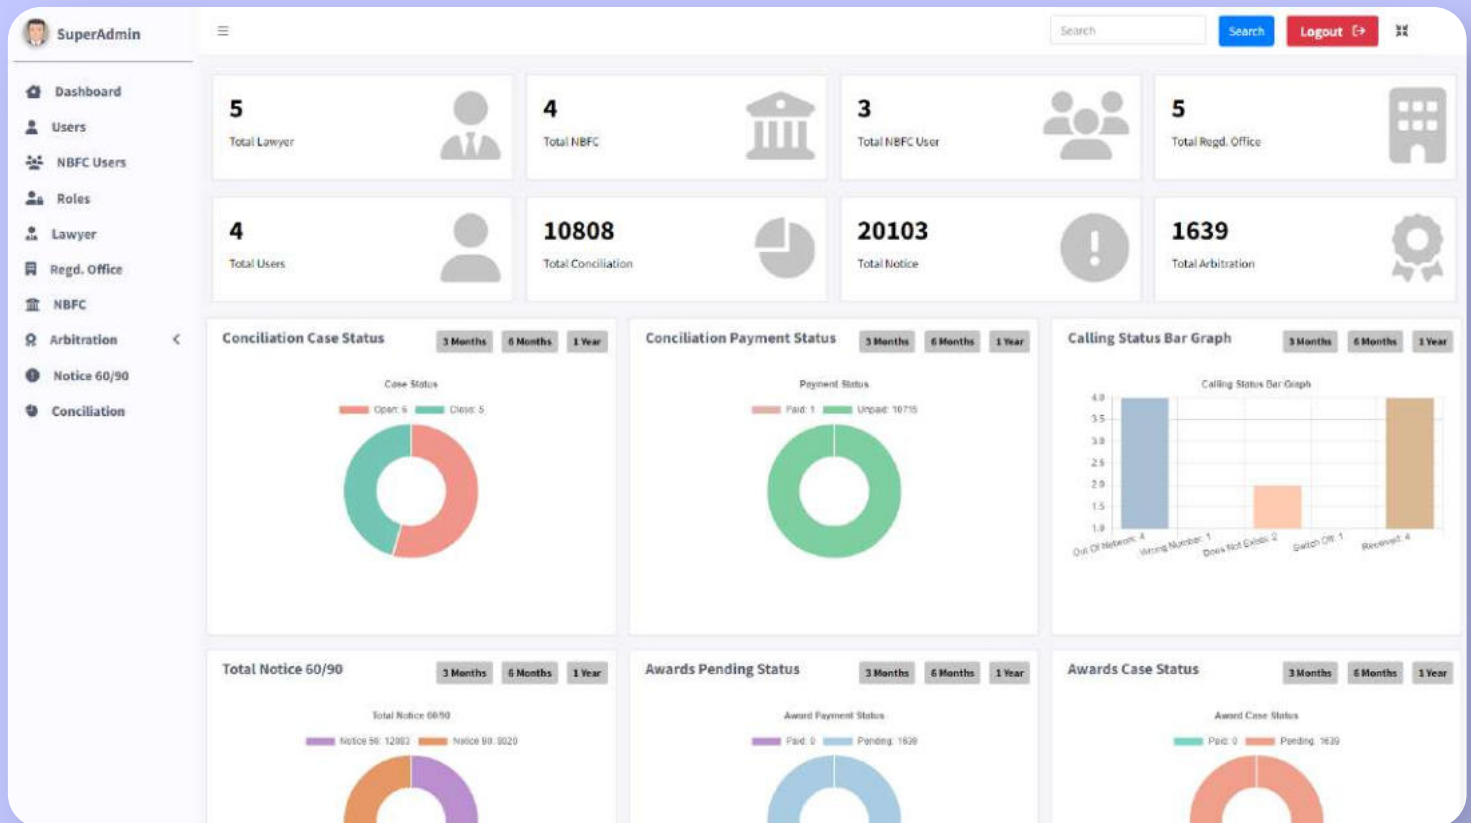 SuperAdmin
Search
Search
Logout
Dashboard
Users
NBFC Users
Roles
Lawyer
Regd. Office
NBFC
Arbitration
Notice 60/90
Conciliation
5
Total Lawyer
4
Total NBFC
3
Total NBFC User
5
Total Regd. Office
4
Total Users
10808
Total Conciliation
20103
Total Notice
1639
Total Arbitration
Conciliation Case Status
3 Months 6 Months 1 Year
Case Status
Open: 6 Close: 5
Conciliation Payment Status
3 Months 6 Months 1 Year
Payment Status
Paid: 1 Unpaid: 10715
Calling Status Bar Graph
3 Months 6 Months 1 Year
Calling Status Bar Graph
4.0
3.5
3.0
2.5
2.0
1.5
1.0
Out Of Network: 4
Wrong Number: 1
Does Not Exists: 2
Switch Off: 1
Received: 4
Total Notice 60/90
3 Months 6 Months 1 Year
Total Notice 60/90
Notice 12083 Notice 90: 8020
Awards Pending Status
3 Months 6 Months 1 Year
Award Payment Status
Paid: 0 Pending: 1639
Awards Case Status
3 Months 6 Months 1 Year
Award Case Status
Paid: 0 Pending: 1639